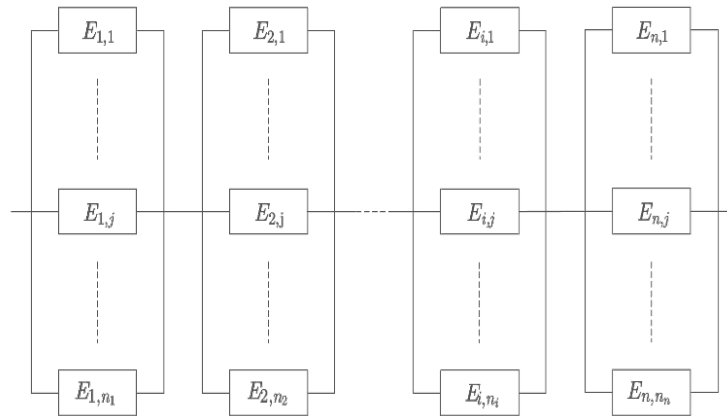 E1,1 E2,1 Ei,1 En,1
E1,j E2,j Ei,j En,j
E1,n1 E2,n2 Ei,ni En,nn